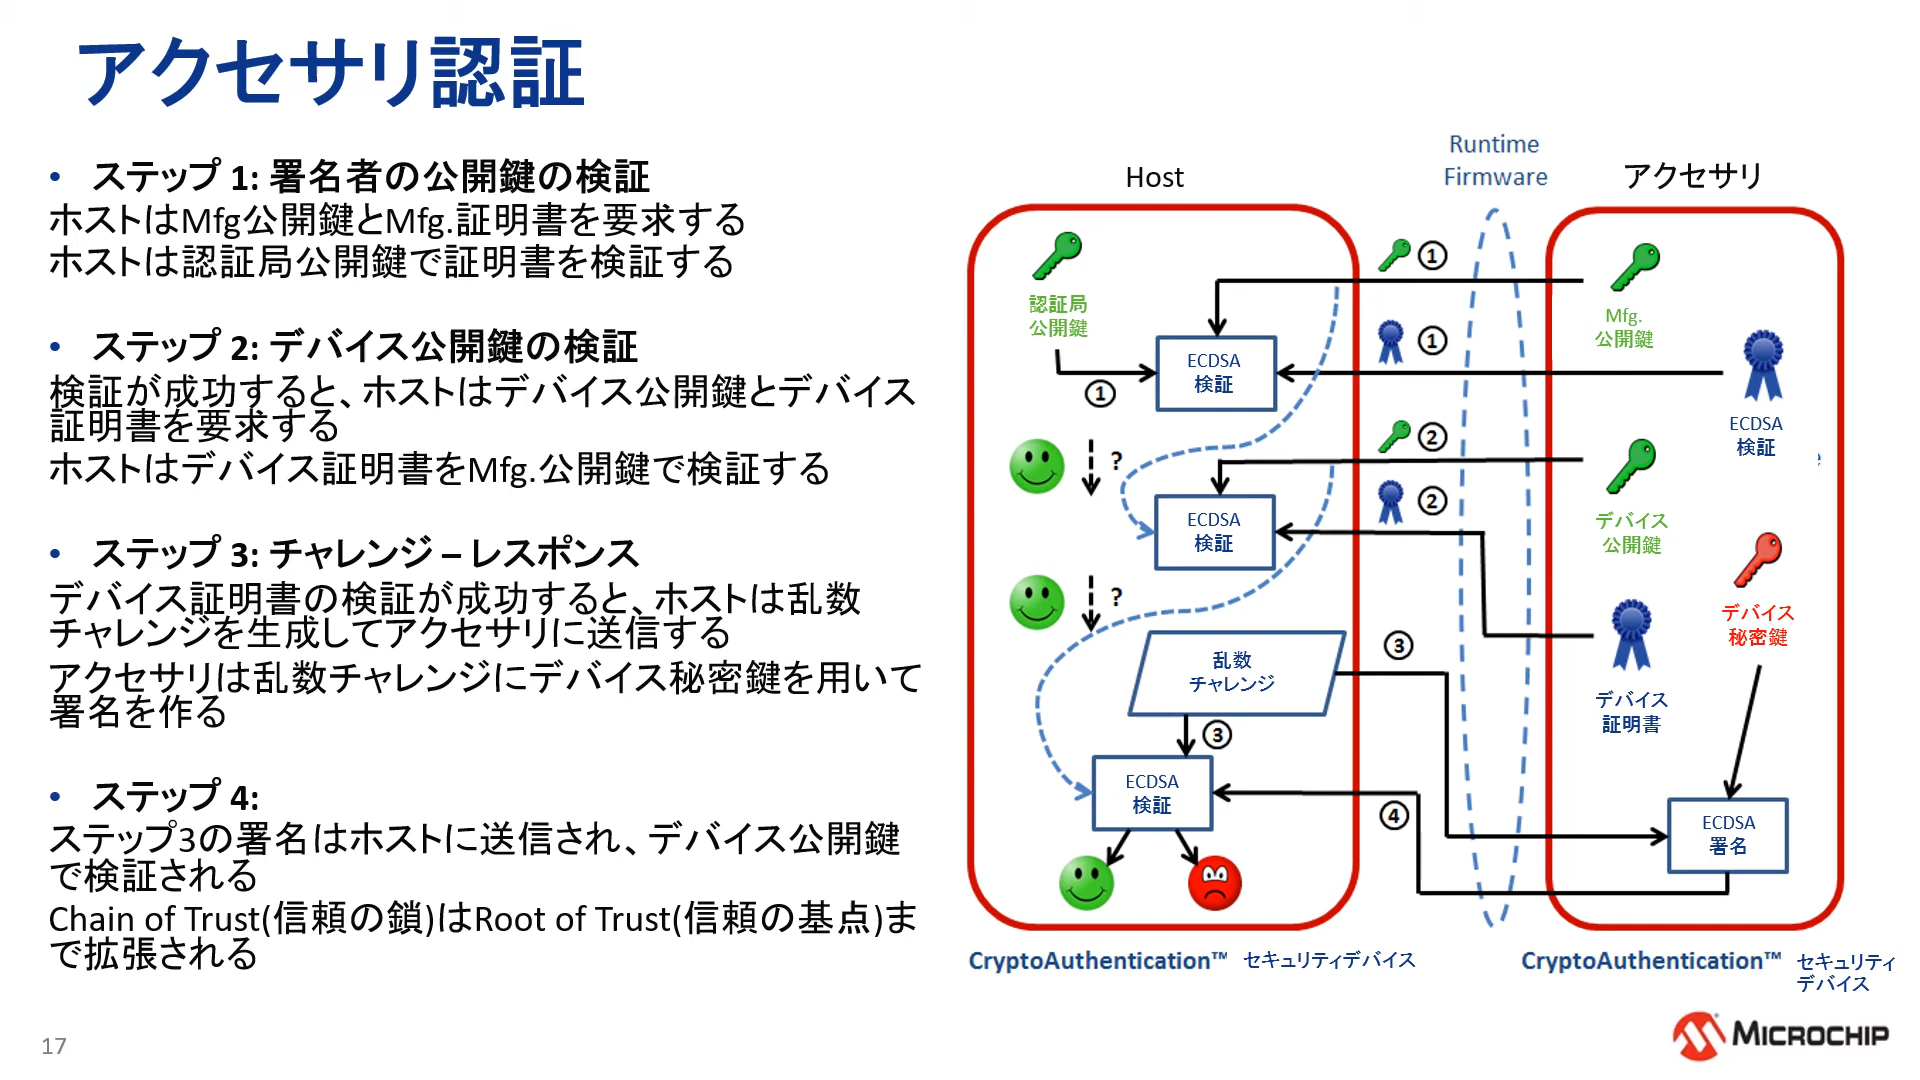 アクセサリ認証
• ステップ 1: 署名者の公開鍵の検証
ホストはMfg公開鍵とMfg.証明書を要求する
ホストは認証局公開鍵で証明書を検証する
• ステップ 2: デバイス公開鍵の検証
検証が成功すると、ホストはデバイス公開鍵とデバイス
証明書を要求する
ホストはデバイス証明書をMfg.公開鍵で検証する
• ステップ 3: チャレンジ – レスポンス
デバイス証明書の検証が成功すると、ホストは乱数
チャレンジを生成してアクセサリに送信する
アクセサリは乱数チャレンジにデバイス秘密鍵を用いて
署名を作る
• ステップ 4:
ステップ3の署名はホストに送信され、デバイス公開鍵
で検証される
Chain of Trust(信頼の鎖)はRoot of Trust(信頼の基点)ま
で拡張される
Host
Runtime
Firmware
アクセサリ
認証局
公開鍵
①
Mfg.
公開鍵
①
ECDSA
検証
①
ECDSA
検証
②
?
②
ECDSA
検証
デバイス
公開鍵
?
デバイス
秘密鍵
乱数
チャレンジ
③
デバイス
証明書
③
ECDSA
検証
④
ECDSA
署名
CryptoAuthentication™ セキュリティデバイス
CryptoAuthentication™ セキュリティ
デバイス
17
MICROCHIP